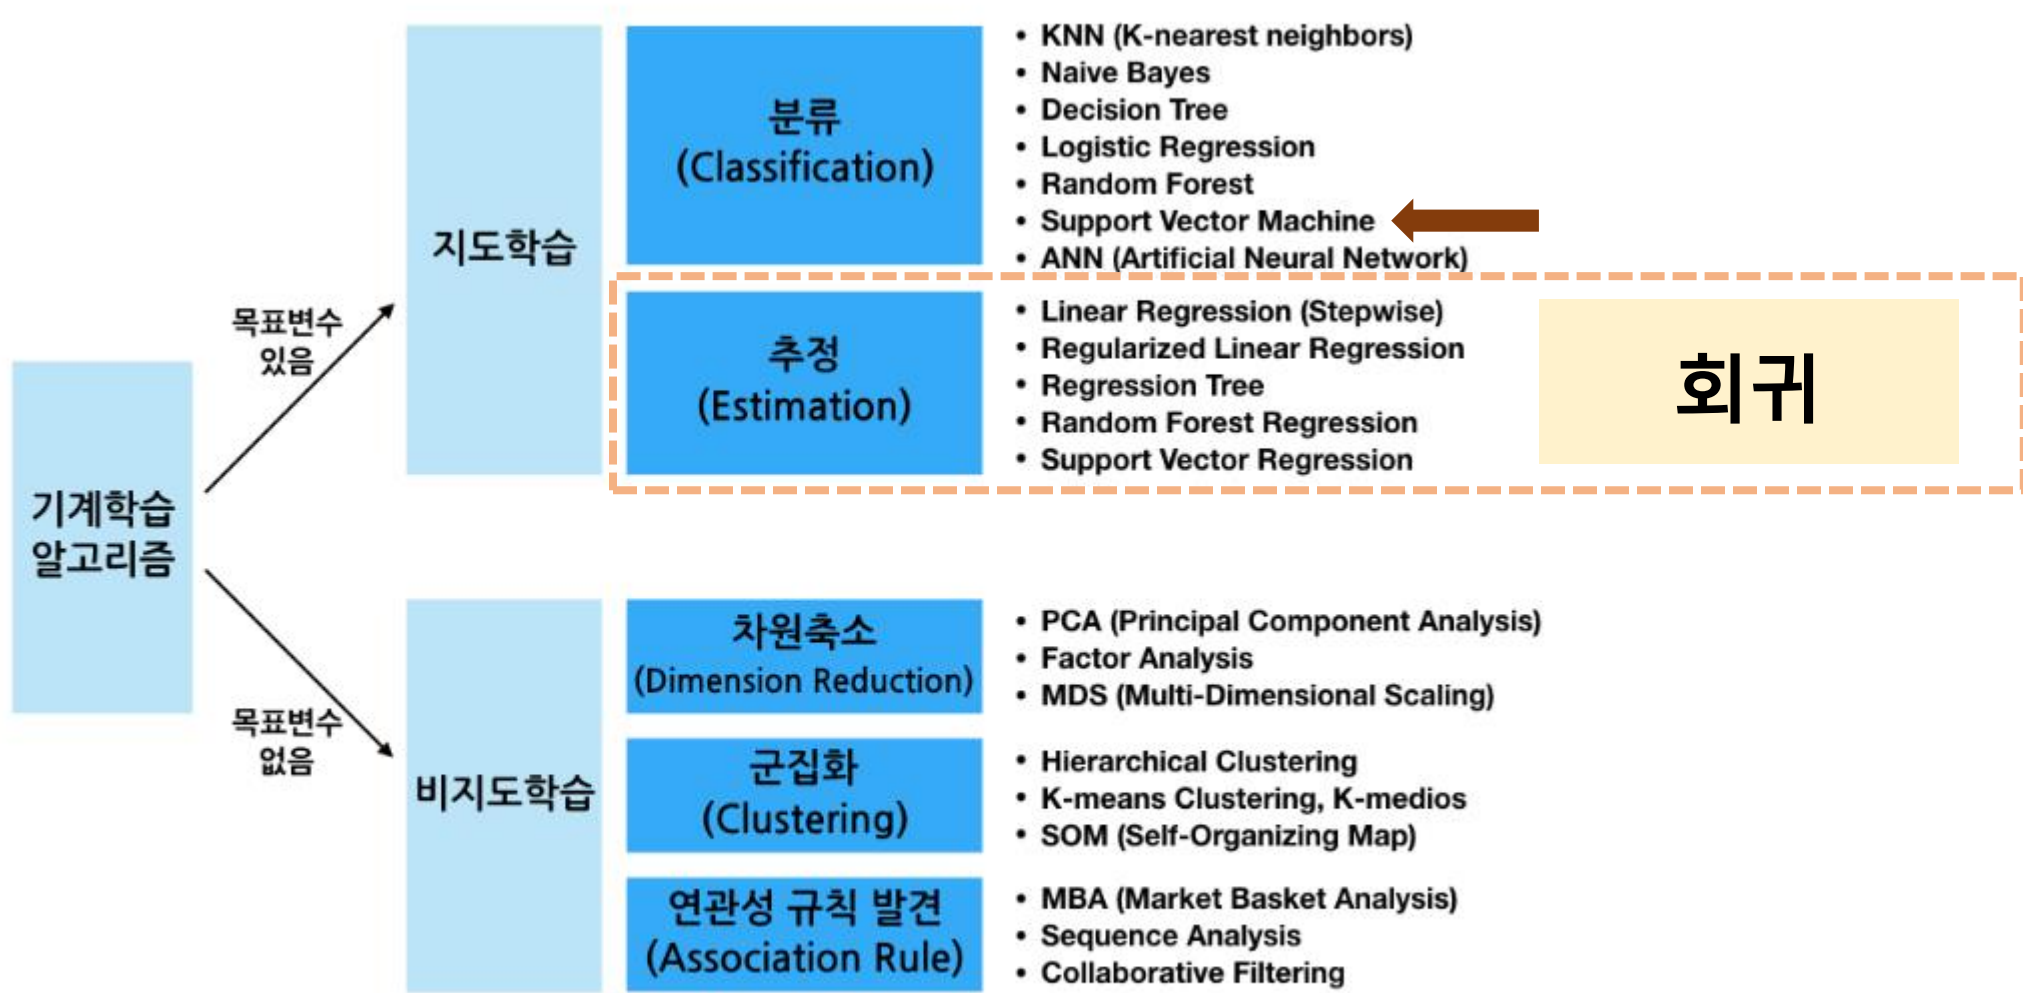 기계학습
알고리즘
목표변수
있음
목표변수
없음
지도학습
분류
(Classification)
• KNN (K-nearest neighbors)
• Naive Bayes
• Decision Tree
• Logistic Regression
• Random Forest
• Support Vector Machine
• ANN (Artificial Neural Network)
추정
(Estimation)
• Linear Regression (Stepwise)
• Regularized Linear Regression
• Regression Tree
• Random Forest Regression
• Support Vector Regression
회귀
비지도학습
차원축소
(Dimension Reduction)
• PCA (Principal Component Analysis)
• Factor Analysis
• MDS (Multi-Dimensional Scaling)
군집화
(Clustering)
• Hierarchical Clustering
• K-means Clustering, K-medios
• SOM (Self-Organizing Map)
연관성 규칙 발견
(Association Rule)
• MBA (Market Basket Analysis)
• Sequence Analysis
• Collaborative Filtering